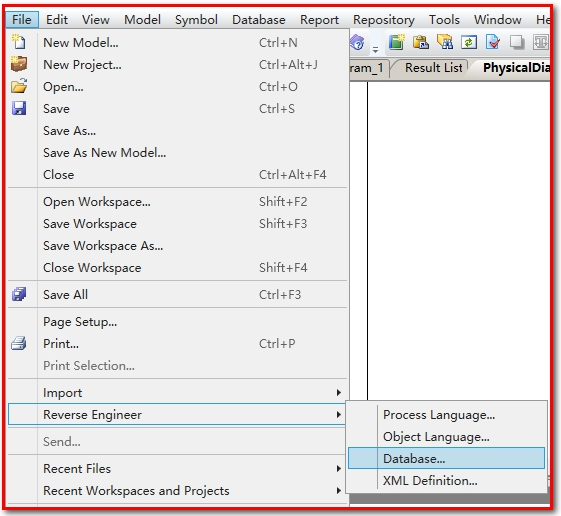 File Edit View Model Symbol Database Report Repository Tools Window He
New Model... Ctrl+N
New Project... Ctrl+Alt+J
Open... Ctrl+O
Save Ctrl+S
Save As...
Save As New Model...
Close Ctrl+Alt+F4
Open Workspace... Shift+F2
Save Workspace Shift+F3
Save Workspace As...
Close Workspace Shift+F4
Save All Ctrl+F3
Page Setup...
Print... Ctrl+P
Print Selection...
Import
Reverse Engineer
Send...
Recent Files
Recent Workspaces and Projects
ram_1 Result List PhysicalDia
Process Language...
Object Language...
Database...
XML Definition...